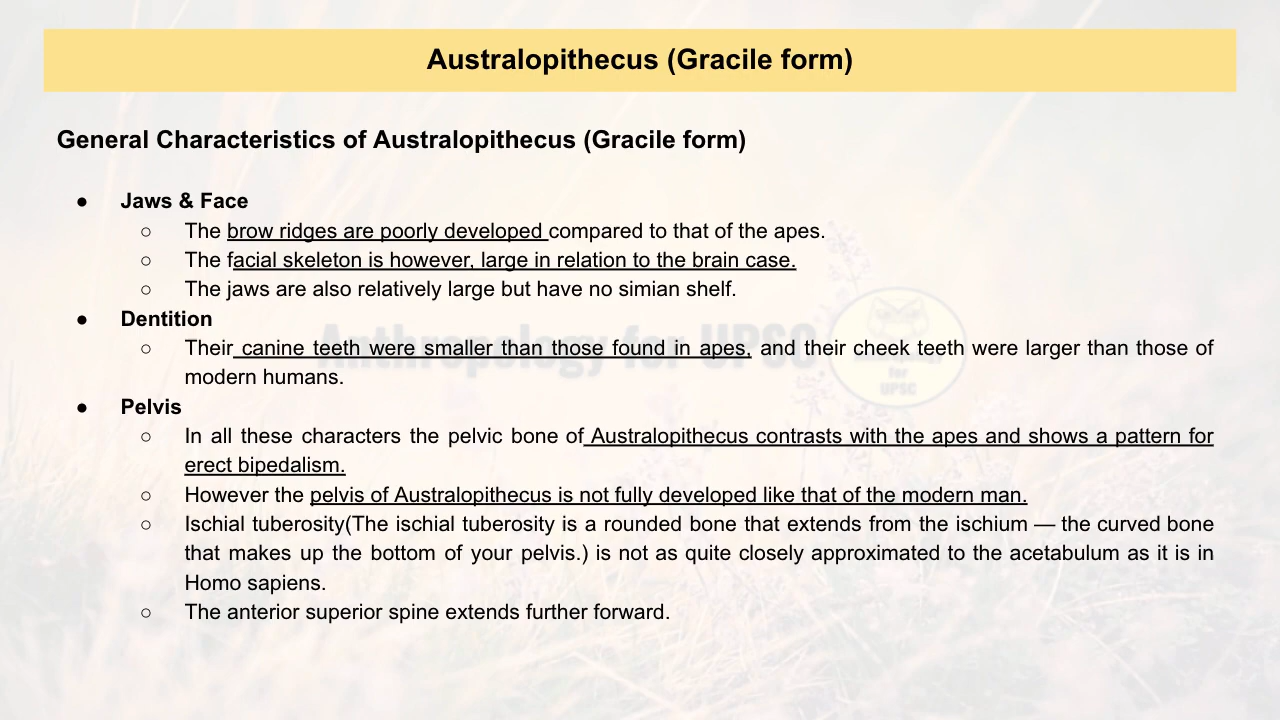 Australopithecus (Gracile form)
General Characteristics of Australopithecus (Gracile form)
● Jaws & Face
○ The brow ridges are poorly developed compared to that of the apes.
○ The facial skeleton is however, large in relation to the brain case.
○ The jaws are also relatively large but have no simian shelf.
● Dentition
Anthropology for UPSC
○ Their canine teeth were smaller than those found in apes, and their cheek teeth were larger than those of
modern humans.
for
UPSC
● Pelvis
○ In all these characters the pelvic bone of Australopithecus contrasts with the apes and shows a pattern for
erect bipedalism.
○ However the pelvis of Australopithecus is not fully developed like that of the modern man.
○ Ischial tuberosity(The ischial tuberosity is a rounded bone that extends from the ischium — the curved bone
that makes up the bottom of your pelvis.) is not as quite closely approximated to the acetabulum as it is in
Homo sapiens.
○ The anterior superior spine extends further forward.